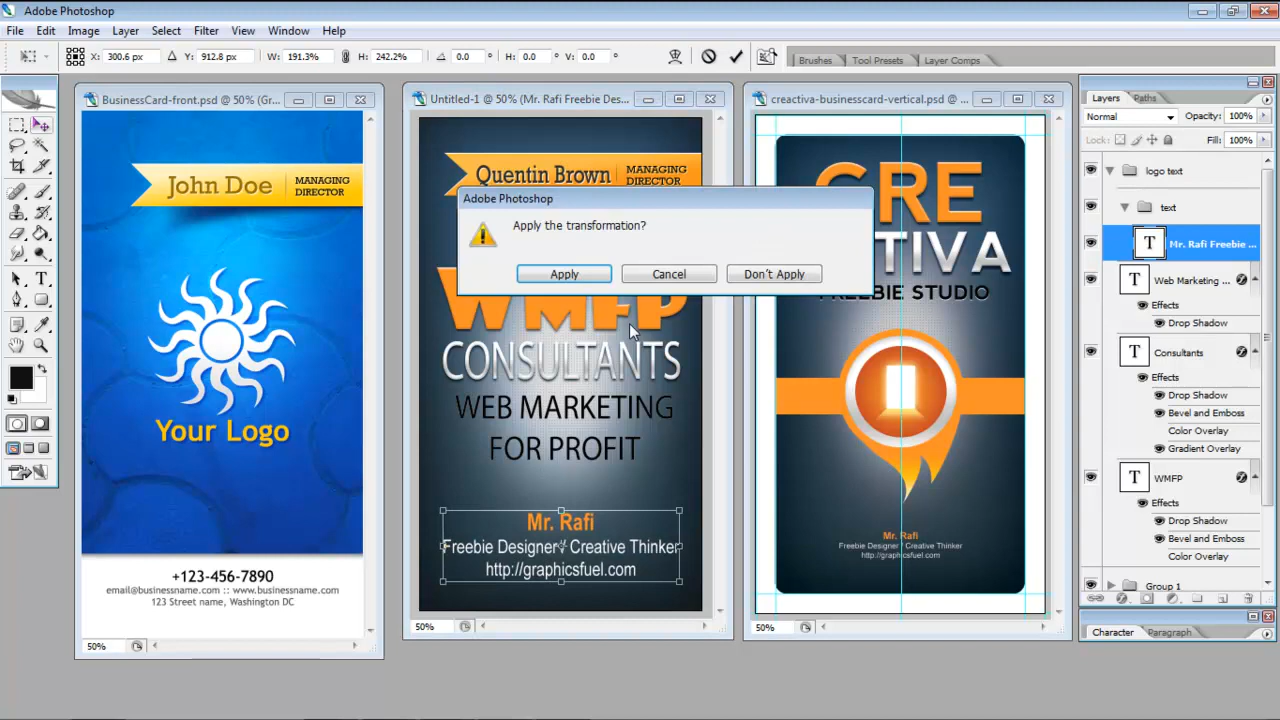 Adobe Photoshop
File Edit Image Layer Select Filter View Window Help
X: 300.6 px Y: 912.8 px W: 191.3% H: 242.2% 0.0 ° H: 0.0 ° V: 0.0 °
Brushes Tool Presets Layer Comps
BusinessCard-front.psd @ 50% (Gr...
John Doe
MANAGING
DIRECTOR
Your Logo
+123-456-7890
email@businessname.com :: www.businessname.com
123 Street name, Washington DC
50%
Untitled-1 @ 50% (Mr. Rafi Freebie Des...
Quentin Brown
MANAGING
DIRECTOR
Adobe Photoshop
Apply the transformation?
Apply Cancel Don't Apply
WMFP
CONSULTANTS
WEB MARKETING
FOR PROFIT
Mr. Rafi
Freebie Designer / Creative Thinker
http://graphicsfuel.com
50%
creactiva-businesscard-vertical.psd @ ...
CRE
TIVA
FREEBIE STUDIO
Mr. Rafi
Freebie Designer / Creative Thinker
http://graphicsfuel.com
50%
Layers Paths
Normal Opacity: 100%
Lock: Fill: 100%
logo text
text
T Mr. Rafi Freebie ...
T Web Marketing ...
Effects
Drop Shadow
T Consultants
Effects
Drop Shadow
Bevel and Emboss
Color Overlay
Gradient Overlay
T WMFP
Effects
Drop Shadow
Bevel and Emboss
Color Overlay
Group 1
Character Paragraph